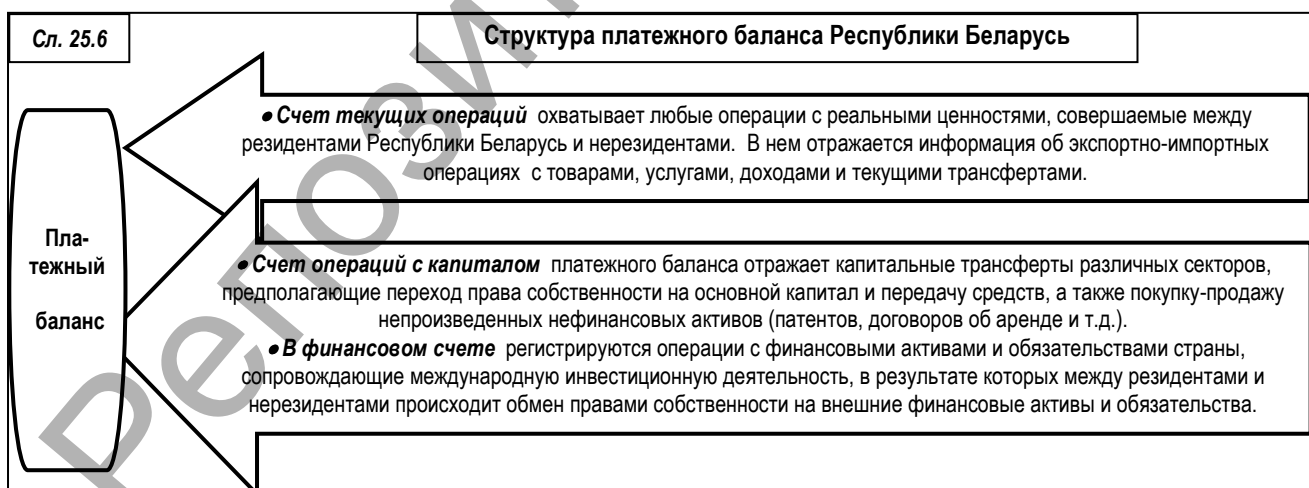 Сл. 25.6
Структура платежного баланса Республики Беларусь
● Счет текущих операций охватывает любые операции с реальными ценностями, совершаемые между
резидентами Республики Беларусь и нерезидентами. В нем отражается информация об экспортно-импортных
операциях с товарами, услугами, доходами и текущими трансфертами.
Пла-
тежный
баланс
● Счет операций с капиталом платежного баланса отражает капитальные трансферты различных секторов,
предполагающие переход права собственности на основной капитал и передачу средств, а также покупку-продажу
непроизведенных нефинансовых активов (патентов, договоров об аренде и т.д.).
● В финансовом счете регистрируются операции с финансовыми активами и обязательствами страны,
сопровождающие международную инвестиционную деятельность, в результате которых между резидентами и
нерезидентами происходит обмен правами собственности на внешние финансовые активы и обязательства.
Репози